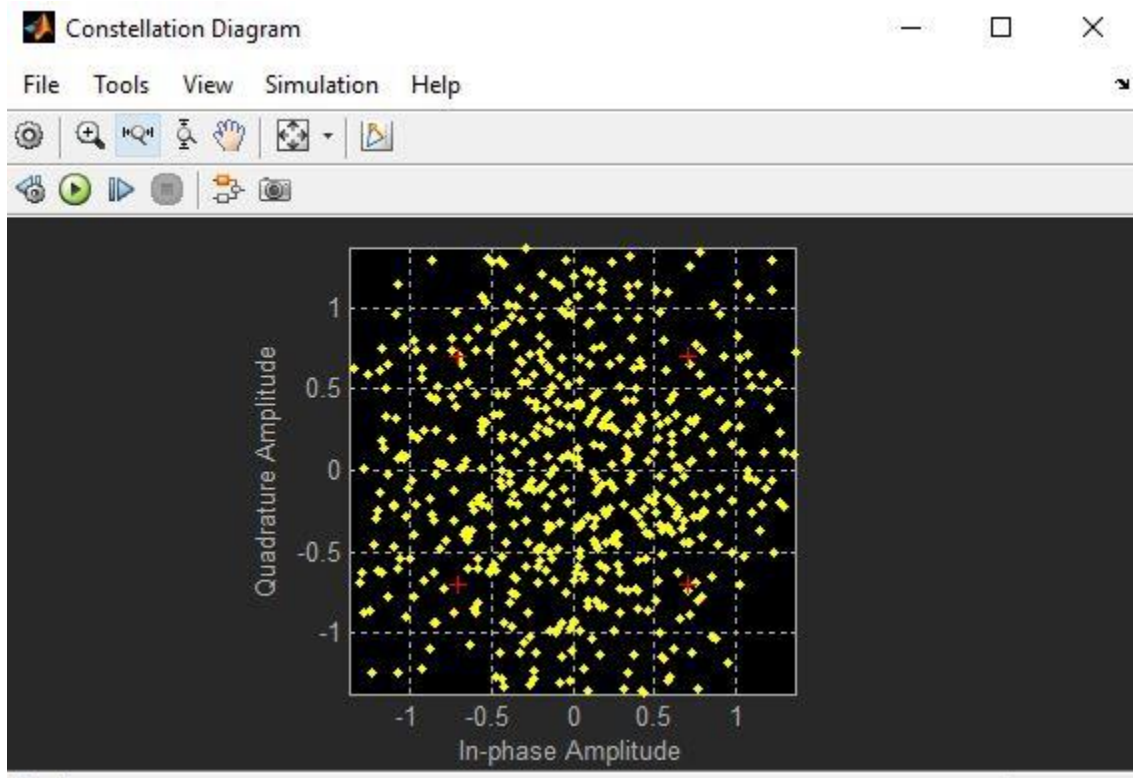 Constellation Diagram
File Tools View Simulation Help
1
0.5
0
-0.5
-1
Quadrature Amplitude
-1 -0.5 0 0.5 1
In-phase Amplitude